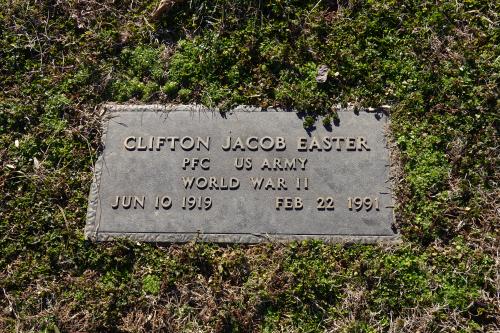 CLIFTON JACOB EASTER
PFC US ARMY
WORLD WAR II
JUN 10 1919 FEB 22 1991